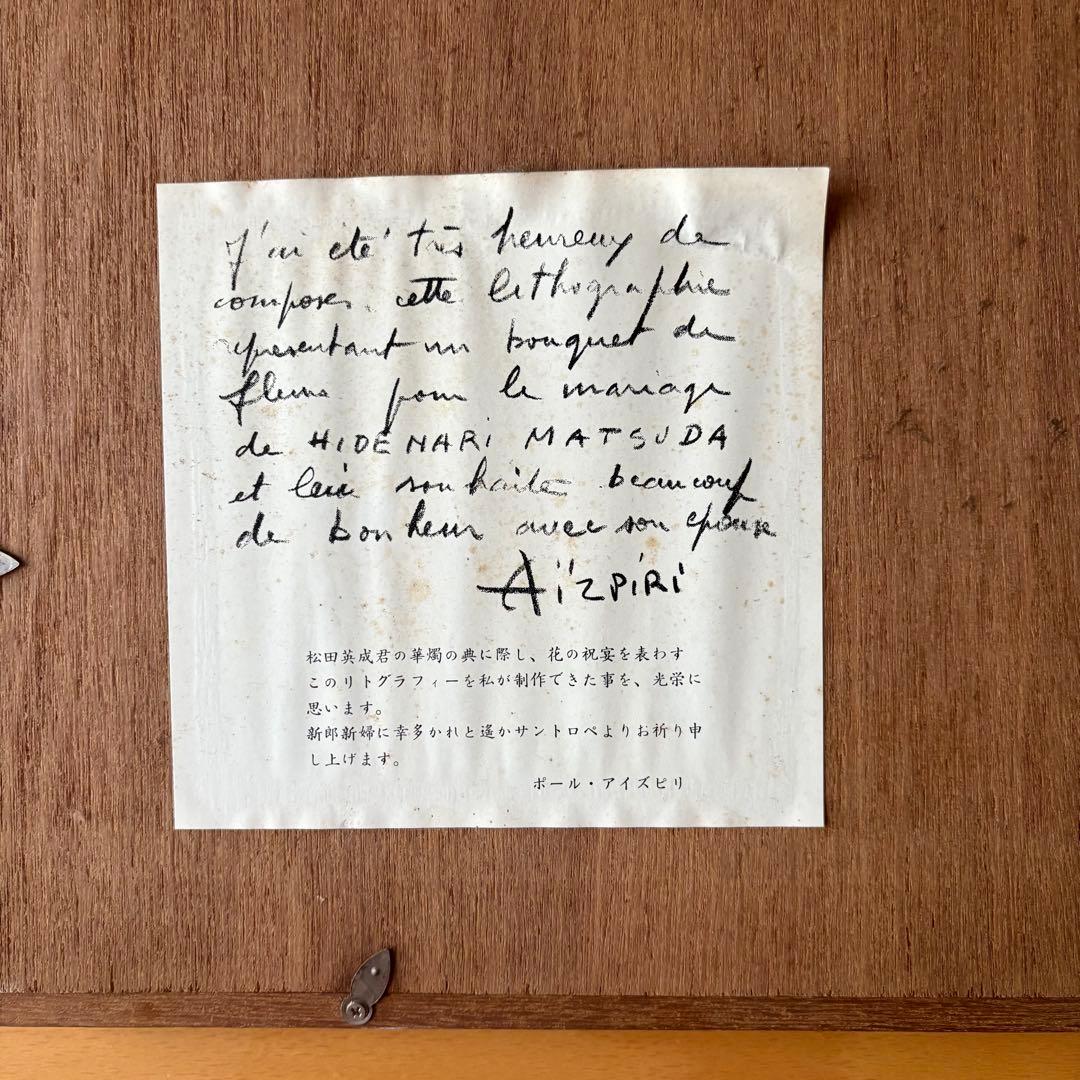 J'ai été très heureux de
composer cette lithographie
représentant un bouquet de
fleurs pour le mariage
de HIDENARI MATSUDA
et lui souhaite beaucoup
de bonheur avec son épouse
Aïzpiri
松田英成君の華燭の典に際し、花の祝宴を表わす
このリトグラフィーを私が制作できた事を、光栄に
思います。
新郎新婦に幸多かれと遙かサントロペよりお祈り申
し上げます。
ポール・アイズピリ